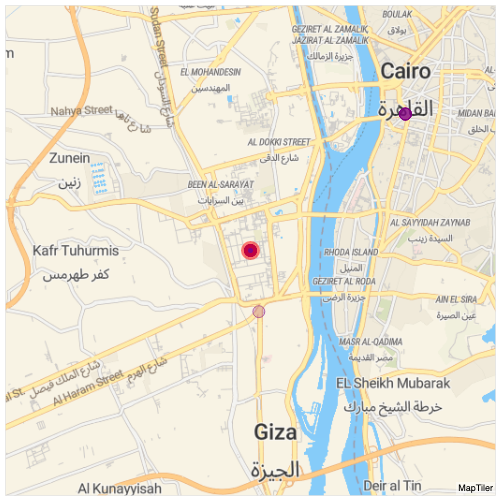 BOULAK
بولاق
GEZIRET AL ZAMALIK,
JAZIRAT AL ZAMALIK
جزيرة الزمالك
Sudan Street
شارع السودان
EL MOHANDESIN
المهندسين
Cairo
القاهرة
Nahya Street
شارع ناهيا
MIDAN BA
الخلق
AL DOKKI STREET
شارع الدقى
Zunein
زنين
BEEN AL-SARAYAT
بين السرايات
AL SAYYIDAH ZAYNAB
السيدة زينب
Kafr Tuhurmis
كفر طهرمس
RHODA ISLAND
المنيل
GEZIRET AL RODA
جزيرة الرضى
AIN EL SIRA
عين الصيرة
MASR AL-QADIMA
مصر القديمة
شارع الملك فيصل
al St.
شارع الهرم
Al Haram Street
EL Sheikh Mubarak
خرطة الشيخ مبارك
Giza
الجيزة
Al Kunayyisah
Deir al Tin
MapTiler